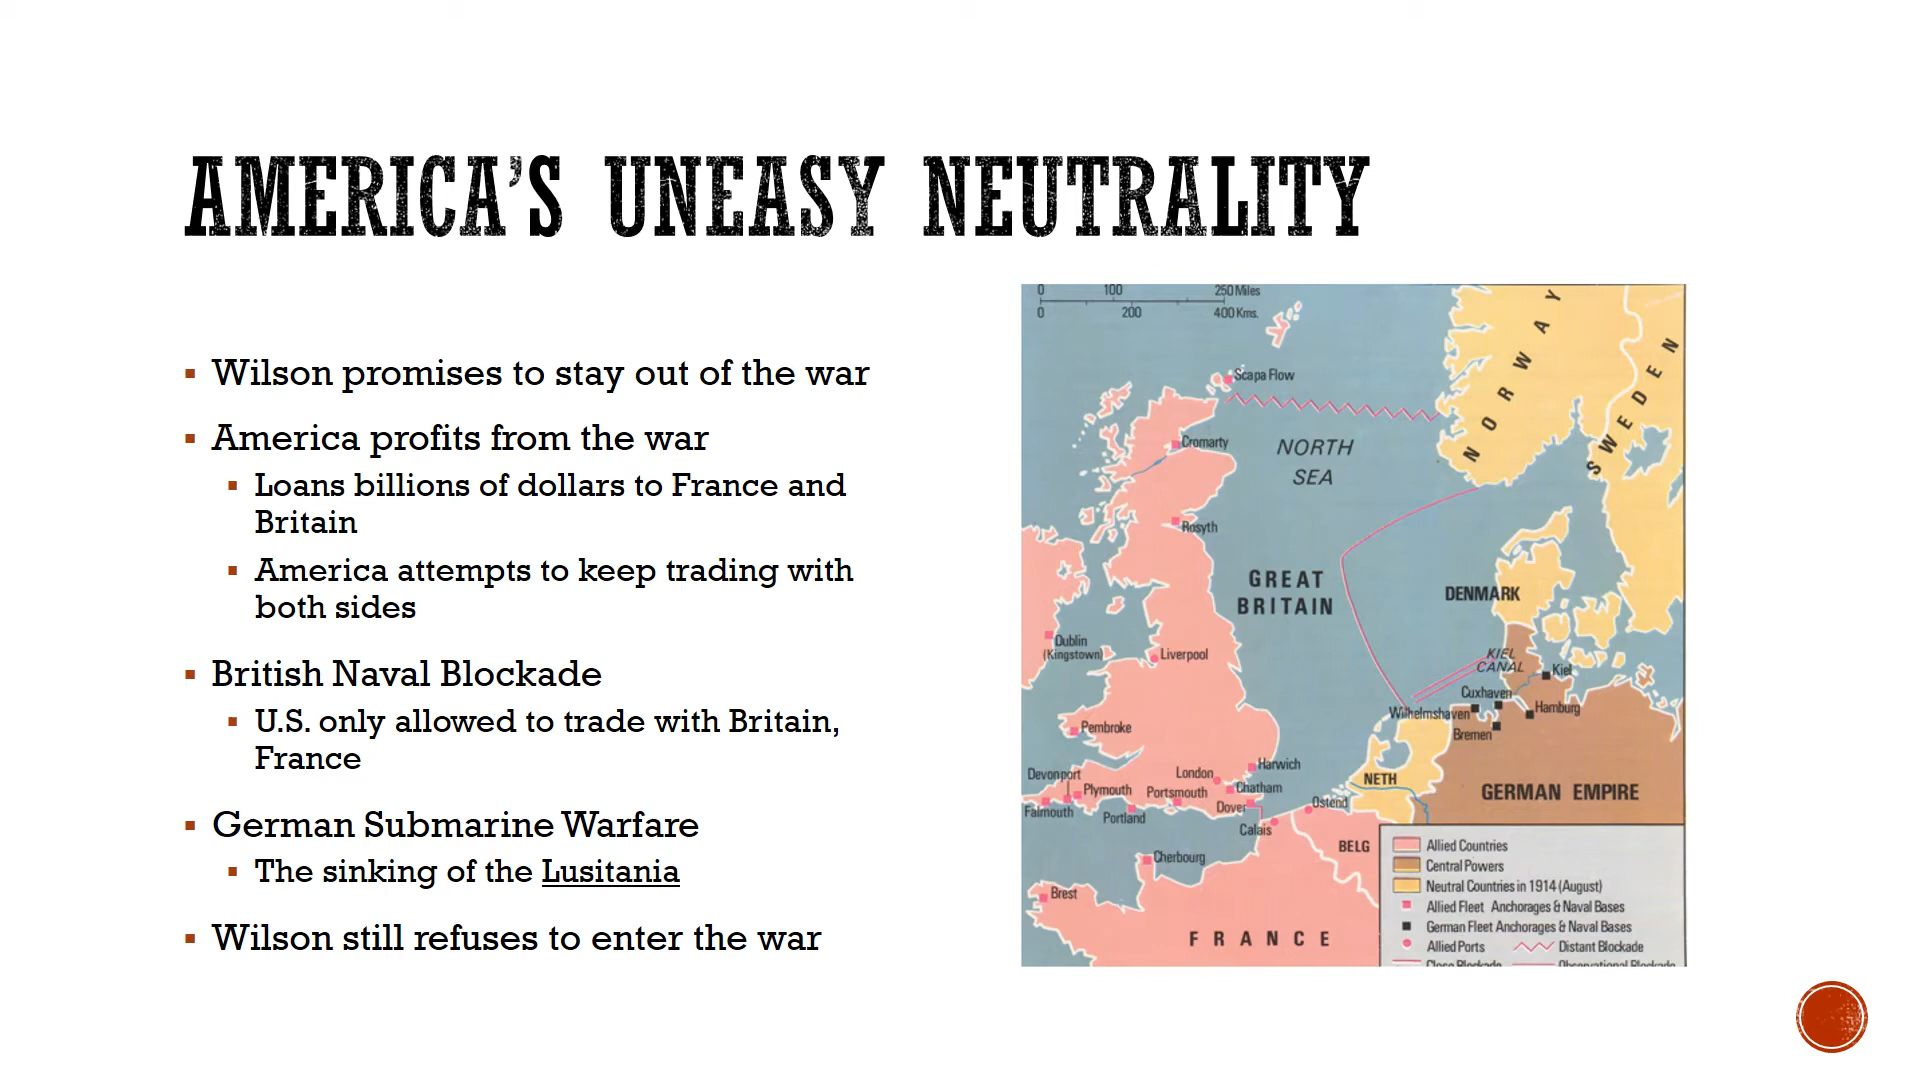 AMERICA’S UNEASY NEUTRALITY
▪ Wilson promises to stay out of the war
▪ America profits from the war
▪ Loans billions of dollars to France and
Britain
▪ America attempts to keep trading with
both sides
▪ British Naval Blockade
▪ U.S. only allowed to trade with Britain,
France
▪ German Submarine Warfare
▪ The sinking of the Lusitania
▪ Wilson still refuses to enter the war
0 100 250 Miles
0 200 400 Kms.
NORWAY
SWEDEN
Scapa Flow
Cromarty
NORTH
SEA
Rosyth
GREAT
BRITAIN
DENMARK
Dublin
(Kingstown)
Liverpool
KIEL
CANAL
Kiel
Cuxhaven
Wilhelmshaven
Hamburg
Bremen
Pembroke
Devonport
Plymouth
Falmouth
Portland
Portsmouth
London
Harwich
Chatham
Dover
Calais
Ostend
NETH
GERMAN EMPIRE
BELG
Cherbourg
Brest
FRANCE
Allied Countries
Central Powers
Neutral Countries in 1914 (August)
Allied Fleet Anchorages & Naval Bases
German Fleet Anchorages & Naval Bases
Allied Ports Distant Blockade
Close Blockade Observational Blockade